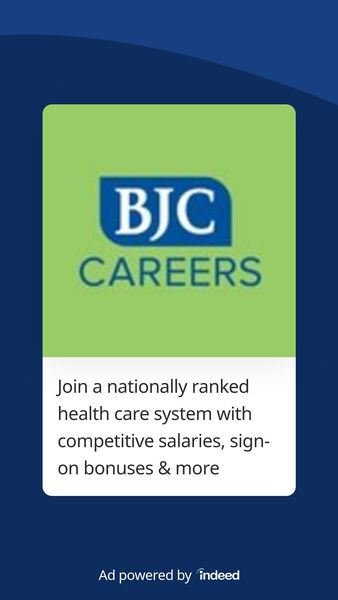 BJC
CAREERS
Join a nationally ranked
health care system with
competitive salaries, sign-
on bonuses & more
Ad powered by indeed